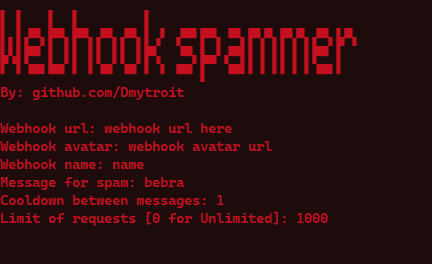 Webhook spammer
By: github.com/Dmytroit
Webhook url: webhook url here
Webhook avatar: webhook avatar url
Webhook name: name
Message for spam: bebra
Cooldown between messages: 1
Limit of requests [0 for Unlimited]: 1000